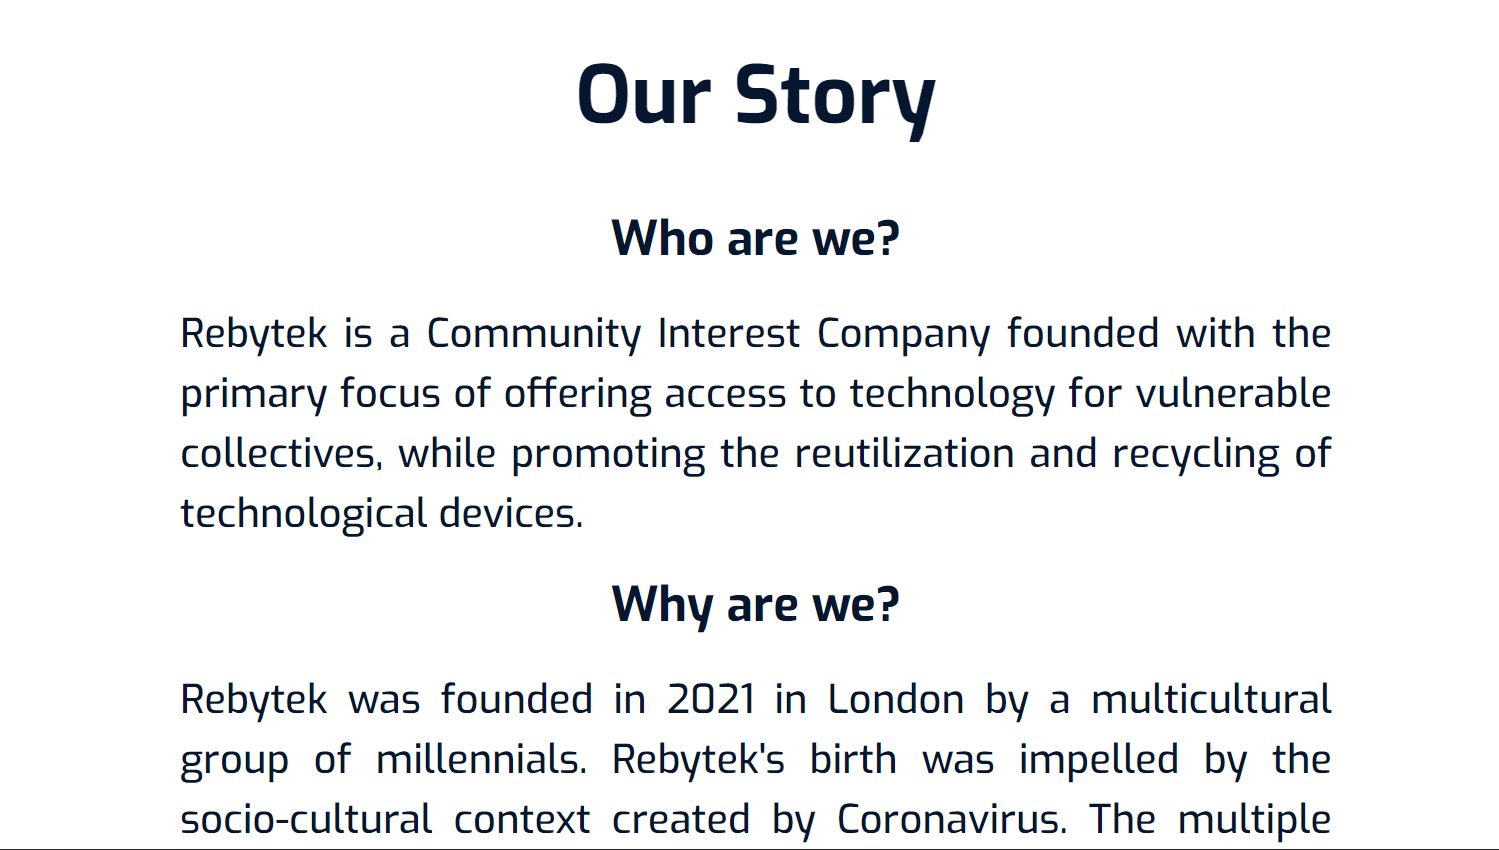 Our Story
Who are we?
Rebytek is a Community Interest Company founded with the
primary focus of offering access to technology for vulnerable
collectives, while promoting the reutilization and recycling of
technological devices.
Why are we?
Rebytek was founded in 2021 in London by a multicultural
group of millennials. Rebytek's birth was impelled by the
socio-cultural context created by Coronavirus. The multiple